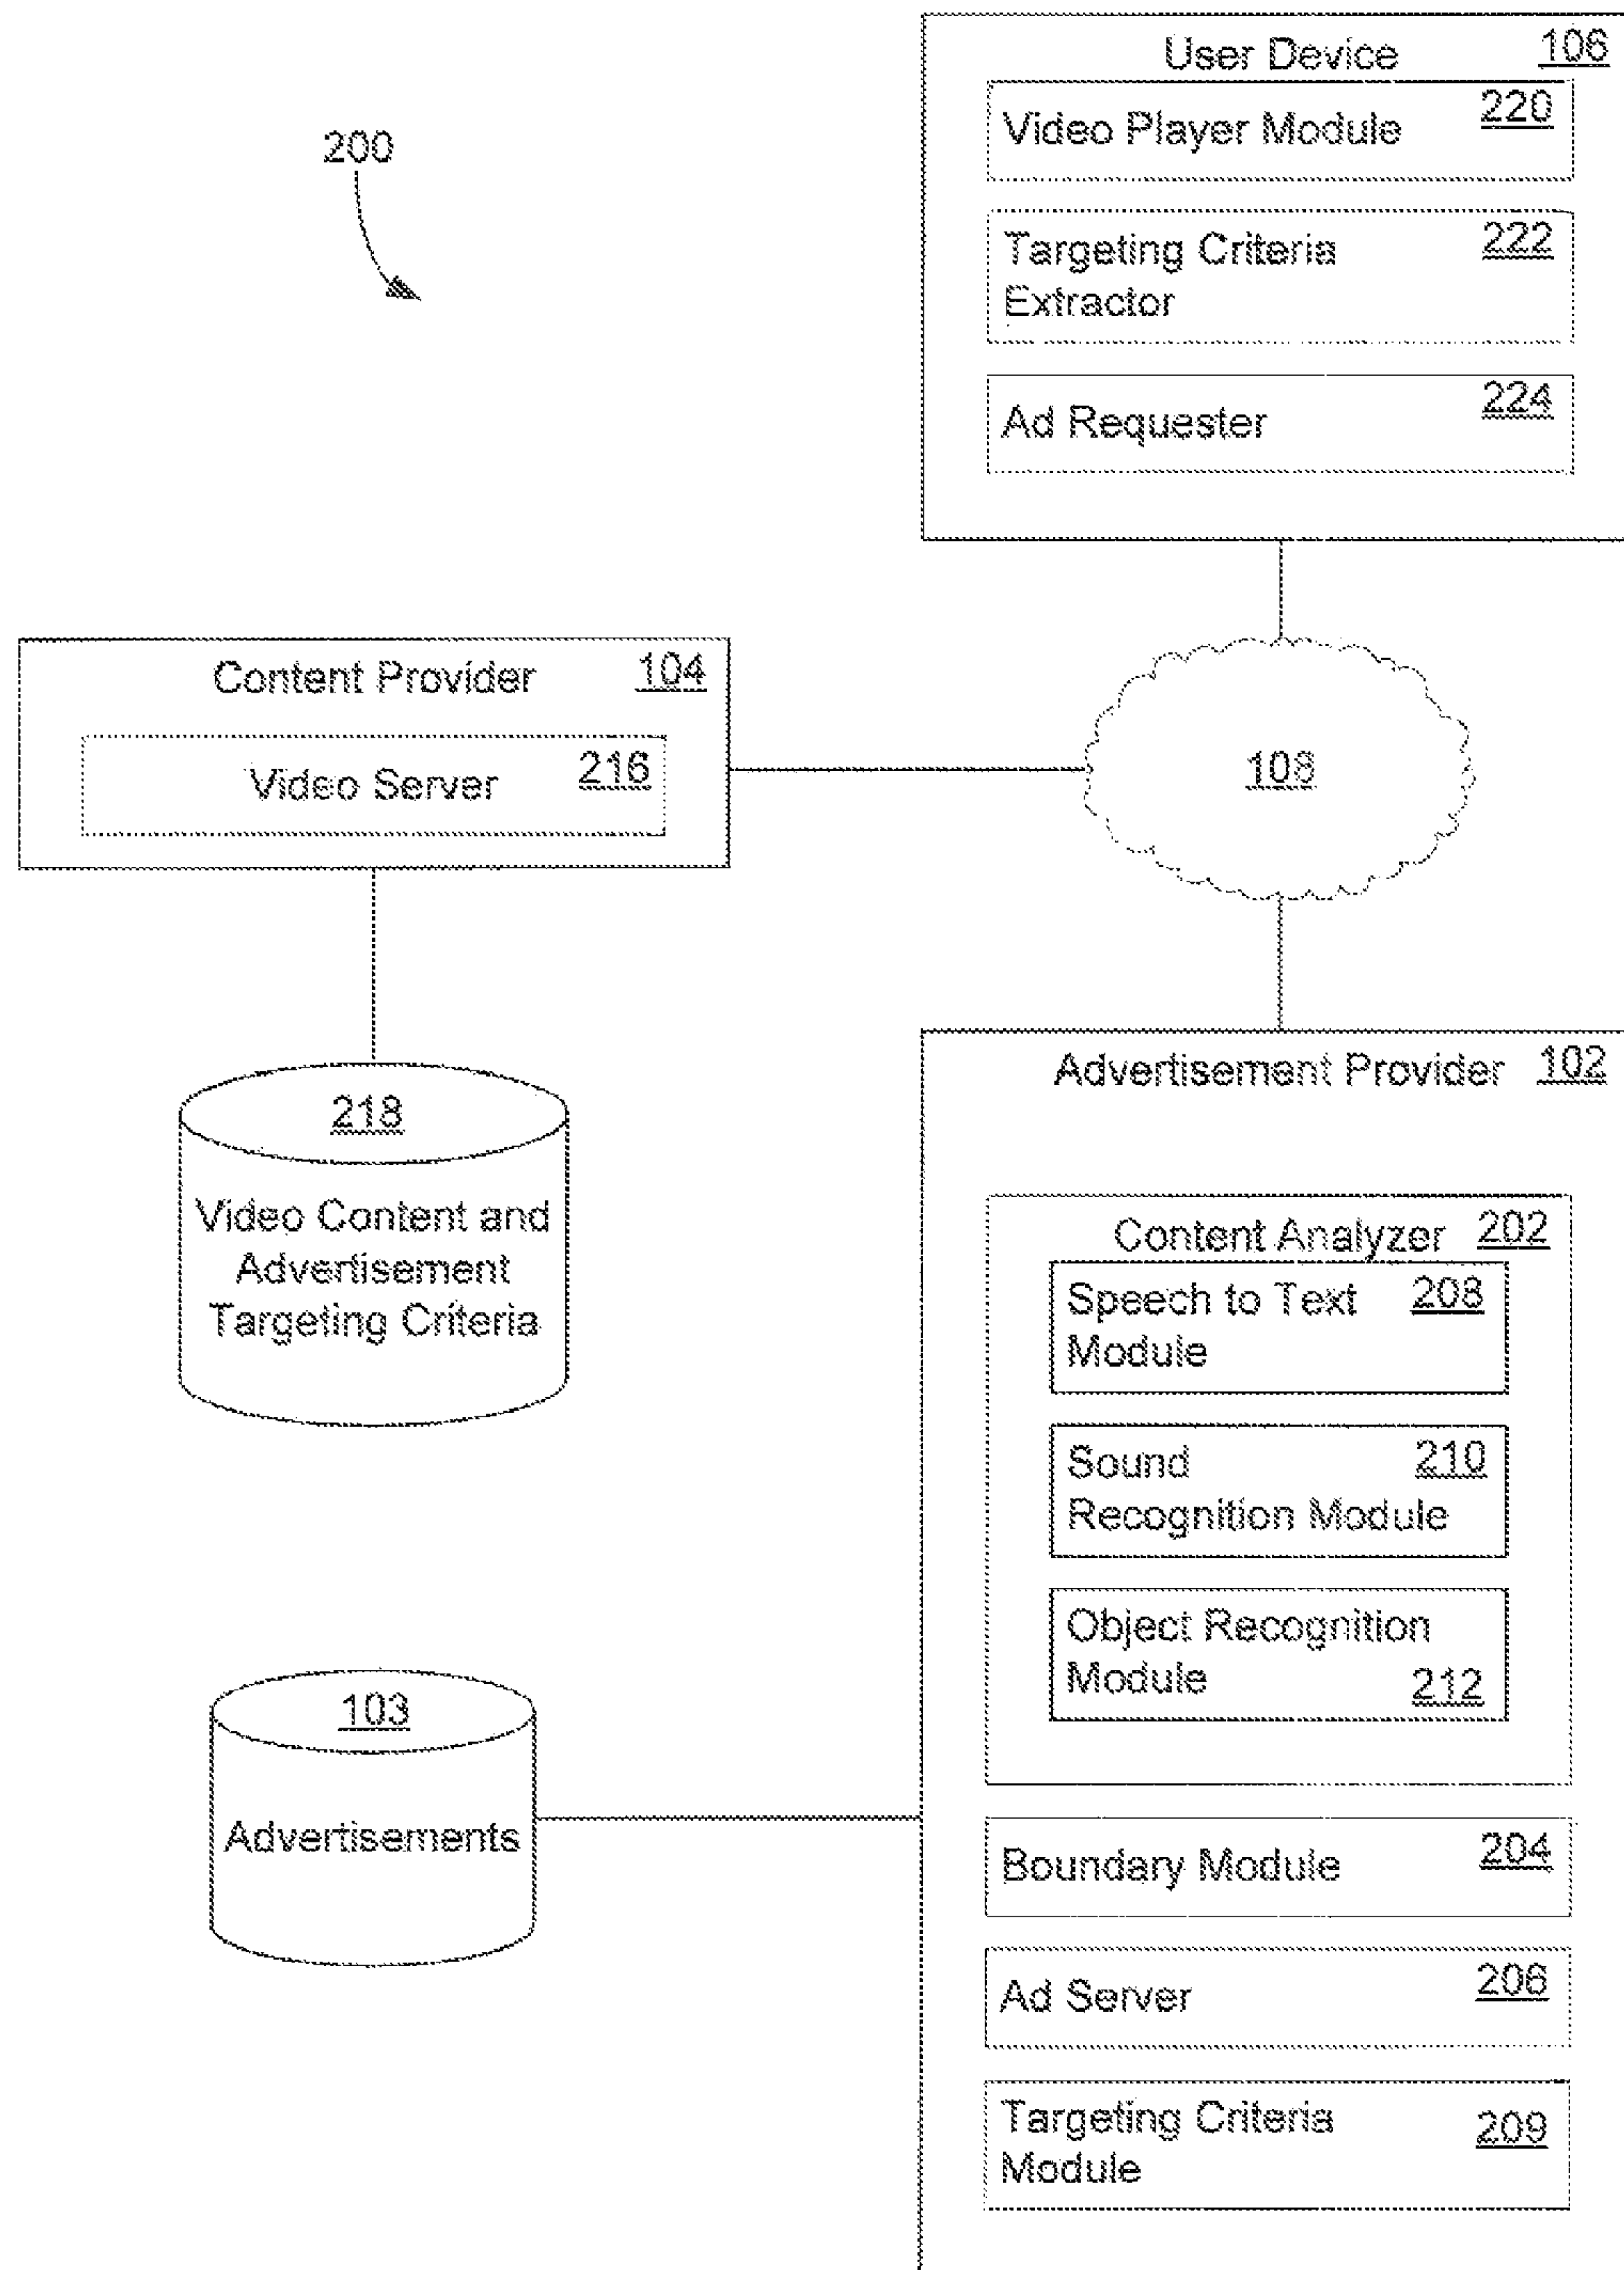 200
User Device 106
Video Player Module 220
Targeting Criteria 222
Extractor
Ad Requester 224
Content Provider 104
Video Server 216
108
218
Video Content and
Advertisement
Targeting Criteria
Advertisement Provider 102
Content Analyzer 202
Speech to Text 208
Module
Sound 210
Recognition Module
Object Recognition
Module 212
103
Advertisements
Boundary Module 204
Ad Server 206
Targeting Criteria 209
Module